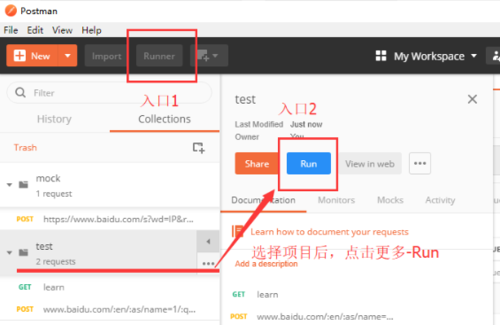 Postman
File Edit View Help
New Import Runner My Workspace
入口1
Filter
History Collections
Trash
mock
1 request
POST https://www.baidu.com/s?wd=IP&r...
test
2 requests
GET learn
POST www.baidu.com/:en/:as/name=1/:q...
test
入口2
Last Modified Just now
Owner You
Share Run View in web
Documentation Monitors Mocks Activity
Learn how to document your requests
选择项目后，点击更多-Run
Add a description
GET learn
POST www.baidu.com/:en/:as/name=...